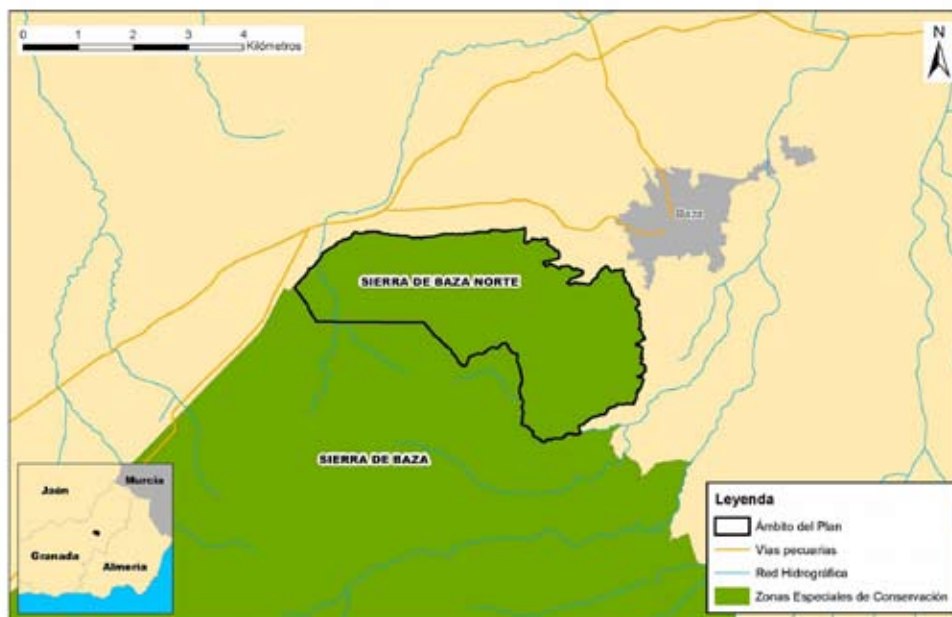 0 1 2 3 4
Kilómetros
N
Baza
SIERRA DE BAZA NORTE
SIERRA DE BAZA
Jaén
Murcia
Granada
Almería
Leyenda
Ámbito del Plan
Vías pecuarias
Red Hidrográfica
Zonas Especiales de Conservación